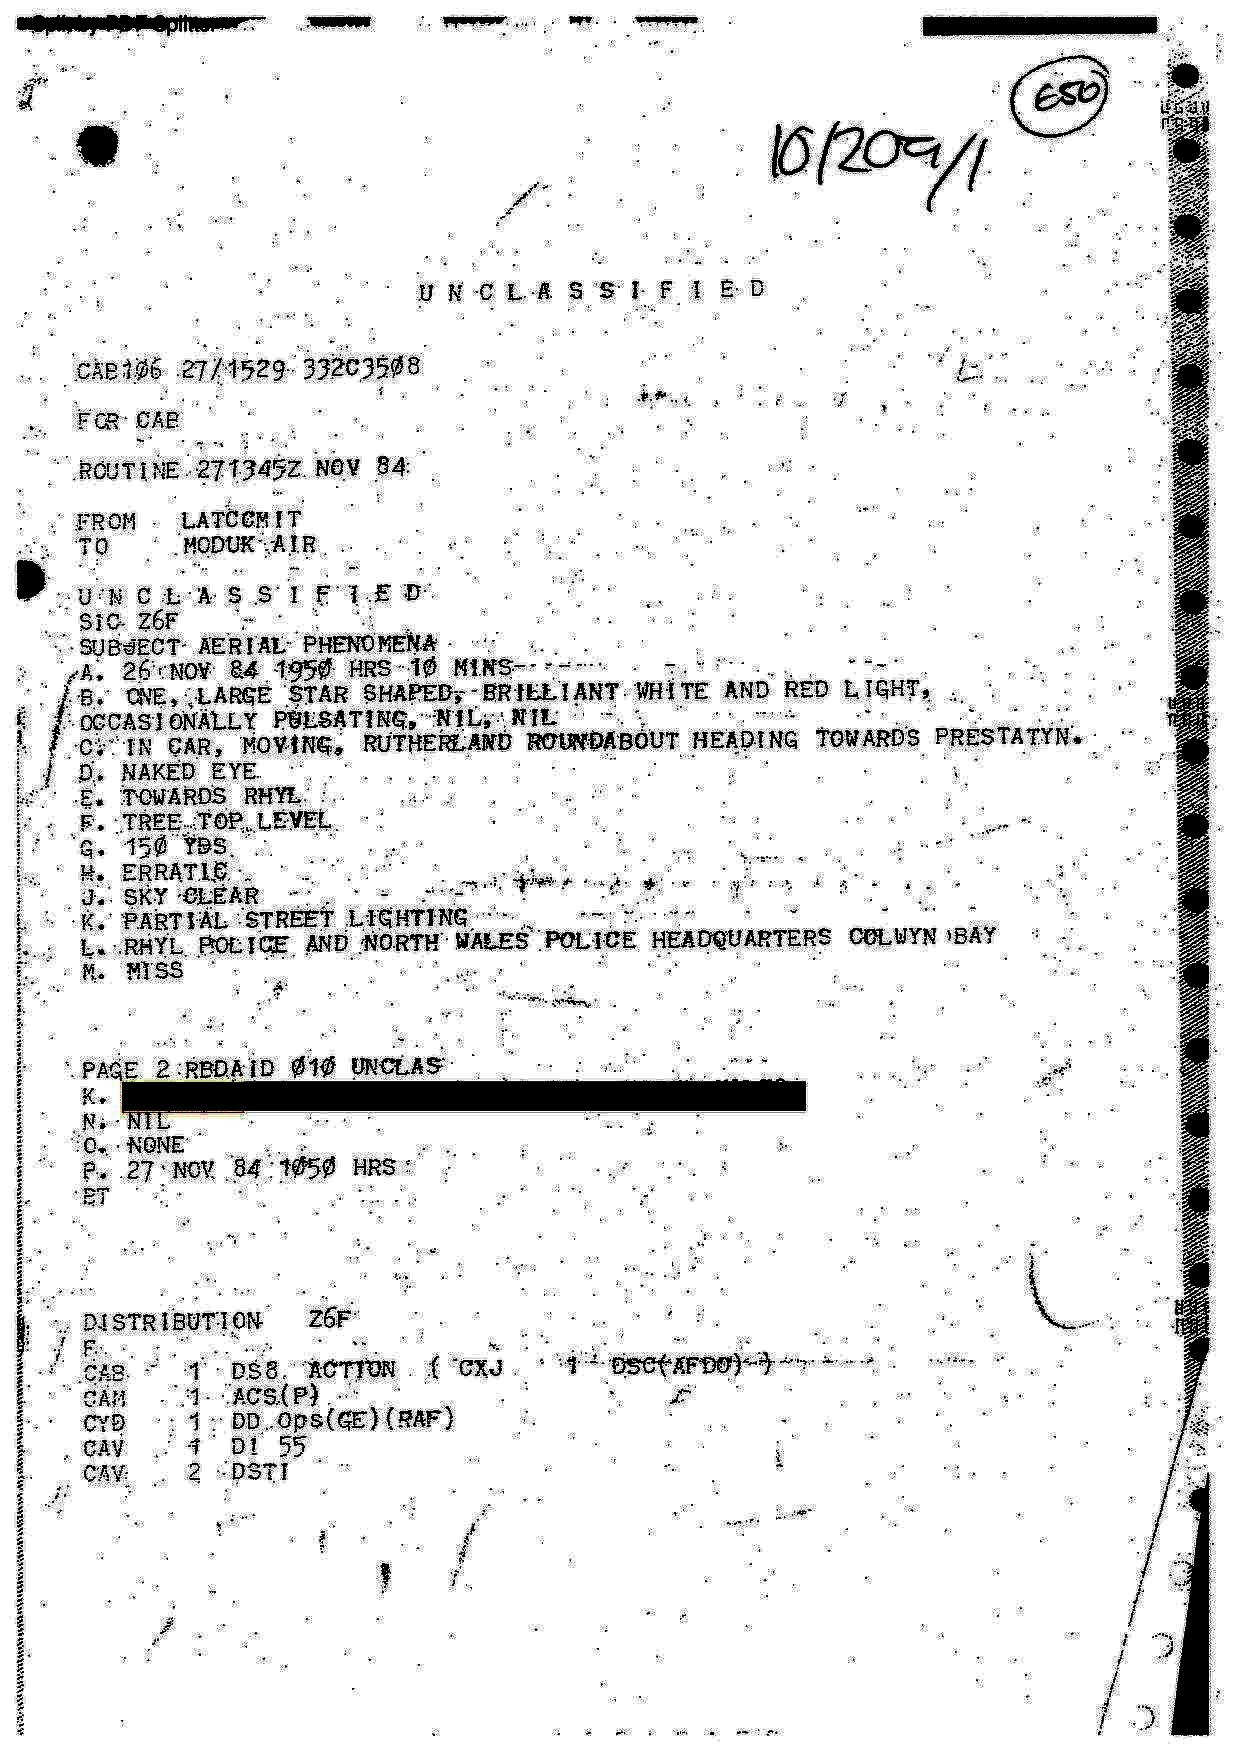 E50
10/209/1
U N C L A S S I F I E D
CAB106 27/1529 332C3508
FOR CAB
ROUTINE 271345Z NOV 84
FROM LATCCMIT
TO MODUK AIR
U N C L A S S I F I E D
SIC Z6F
SUBJECT AERIAL PHENOMENA
A. 26 NOV 84 1950 HRS 10 MINS
B. ONE, LARGE STAR SHAPED, BRILLIANT WHITE AND RED LIGHT,
OCCASIONALLY PULSATING, NIL, NIL
C. IN CAR, MOVING, RUTHERLAND ROUNDABOUT HEADING TOWARDS PRESTATYN.
D. NAKED EYE
E. TOWARDS RHYL
F. TREE TOP LEVEL
G. 150 YDS
H. ERRATIC
J. SKY CLEAR
K. PARTIAL STREET LIGHTING
L. RHYL POLICE AND NORTH WALES POLICE HEADQUARTERS COLWYN BAY
M. MISS
PAGE 2 RBDAID 010 UNCLAS
K.
N. NIL
O. NONE
P. 27 NOV 84 1050 HRS
BT
DISTRIBUTION Z6F
F
CAB 1 DS8 ACTION ( CXJ 1 DSC(AFDO) )
CAM 1 ACS(P)
CYD 1 DD Ops(GE)(RAF)
CAV 1 DI 55
CAV 2 DSTI